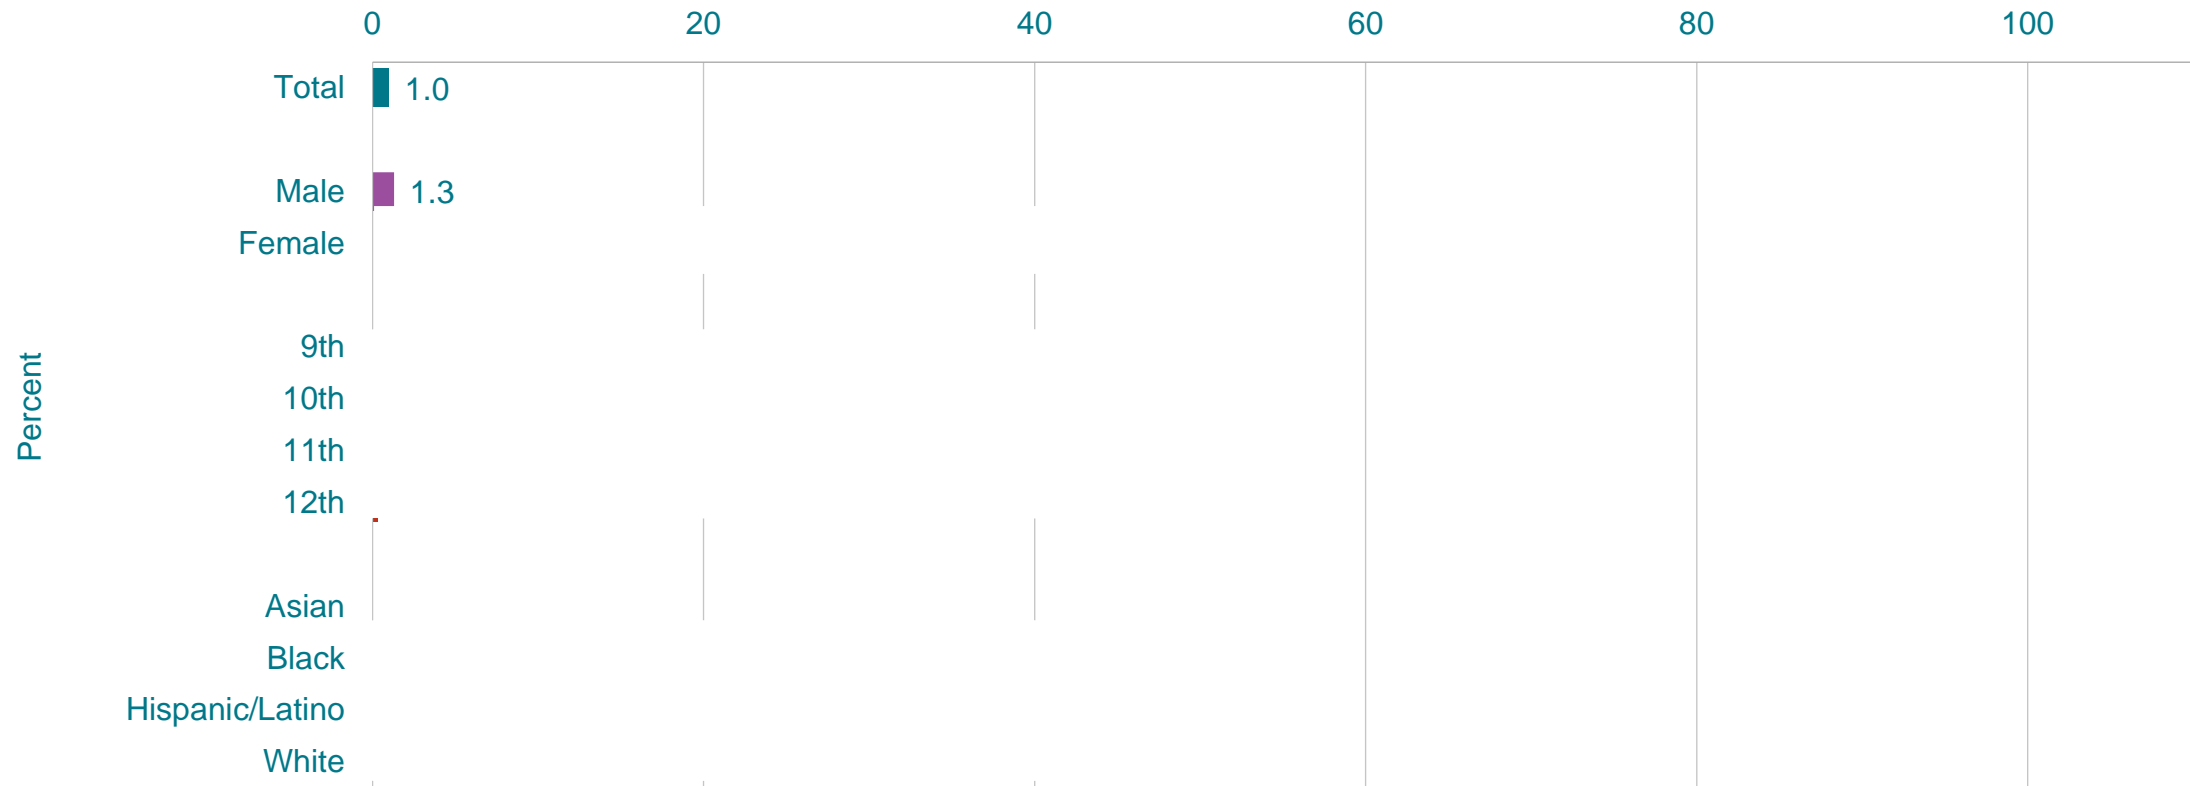 0 20 40 60 80 100
Total 1.0
Male 1.3
Female
9th
10th
11th
12th
Asian
Black
Hispanic/Latino
White
Percent